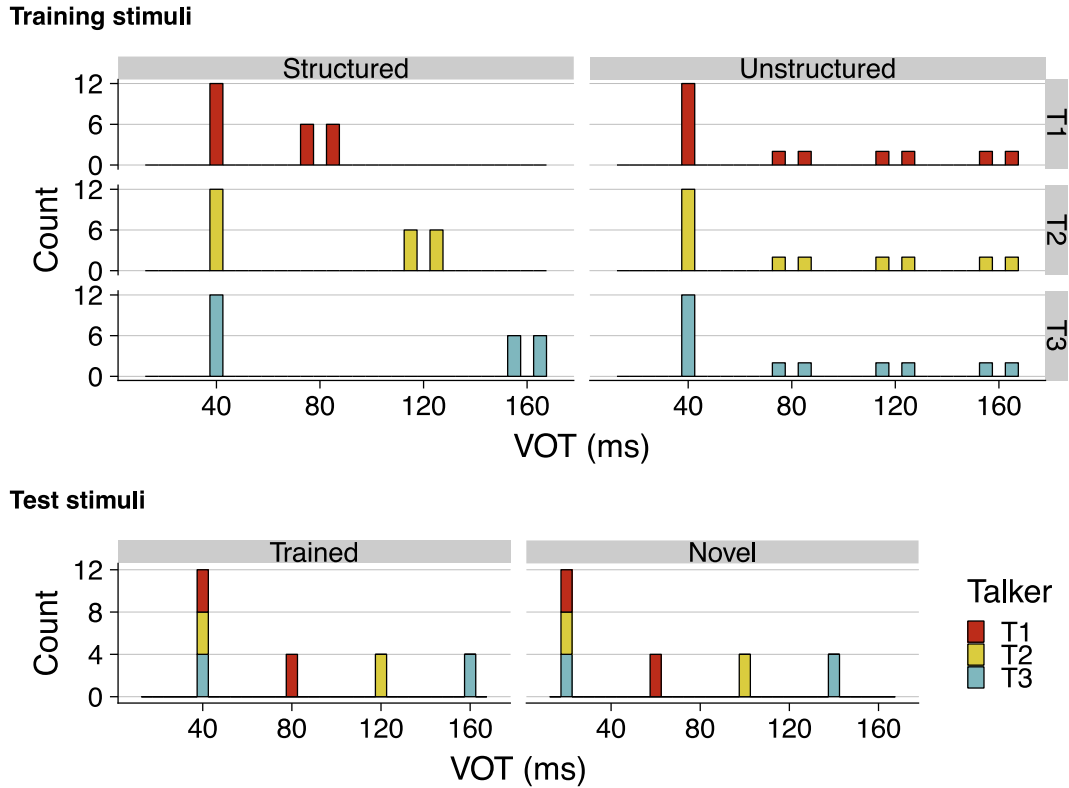 Training stimuli
Structured
Unstructured
12
6
0
T1
12
6
0
T2
12
6
0
T3
Count
40
80
120
160
40
80
120
160
VOT (ms)
Test stimuli
Trained
Novel
12
8
4
0
Count
40
80
120
160
40
80
120
160
VOT (ms)
Talker
T1
T2
T3